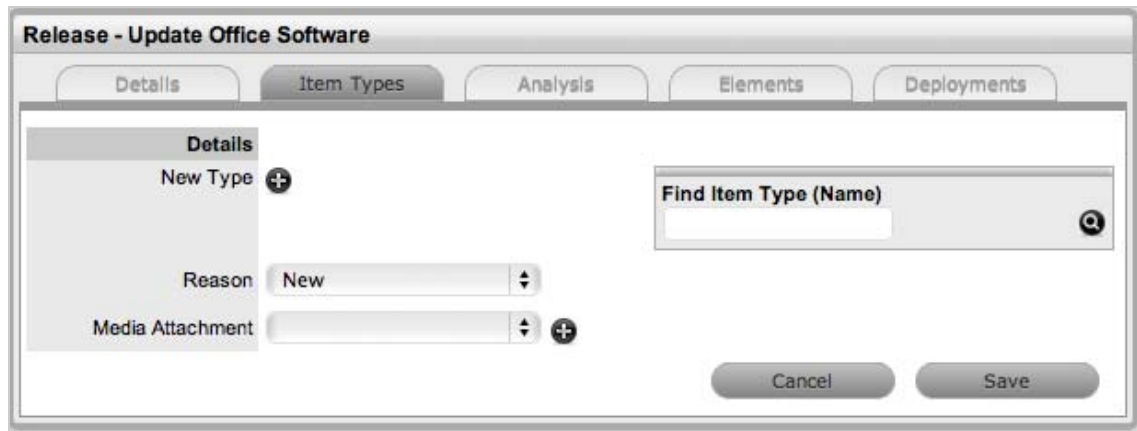 Release - Update Office Software
Details Item Types Analysis Elements Deployments
Details
New Type
Find Item Type (Name)
Reason New
Media Attachment
Cancel Save